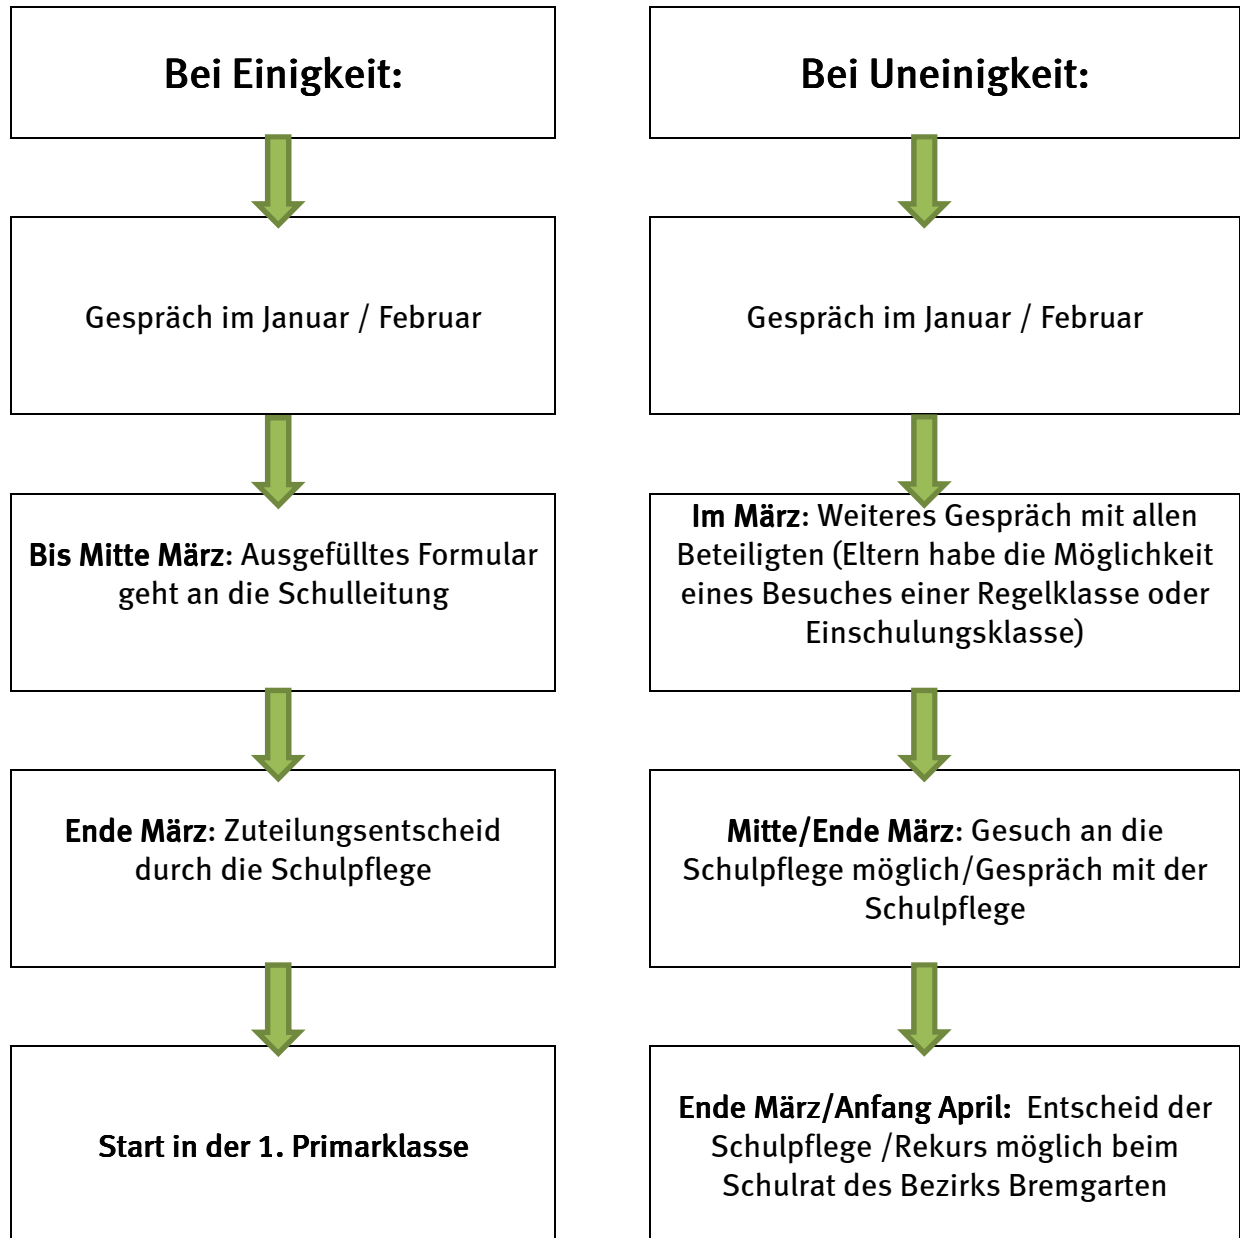 Bei Einigkeit:
Gespräch im Januar / Februar
Bis Mitte März: Ausgefülltes Formular
geht an die Schulleitung
Ende März: Zuteilungsentscheid
durch die Schulpflege
Start in der 1. Primarklasse
Bei Uneinigkeit:
Gespräch im Januar / Februar
Im März: Weiteres Gespräch mit allen
Beteiligten (Eltern habe die Möglichkeit
eines Besuches einer Regelklasse oder
Einschulungsklasse)
Mitte/Ende März: Gesuch an die
Schulpflege möglich/Gespräch mit der
Schulpflege
Ende März/Anfang April:  Entscheid der
Schulpflege /Rekurs möglich beim
Schulrat des Bezirks Bremgarten